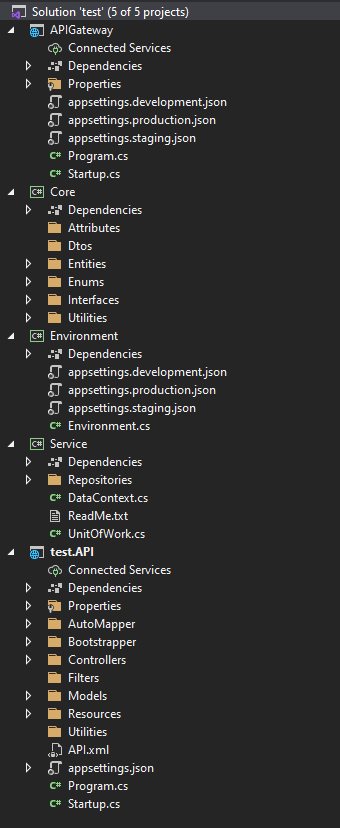 Solution 'test' (5 of 5 projects)
APIGateway
Connected Services
Dependencies
Properties
appsettings.development.json
appsettings.production.json
appsettings.staging.json
C# Program.cs
C# Startup.cs
C# Core
Dependencies
Attributes
Dtos
Entities
Enums
Interfaces
Utilities
C# Environment
Dependencies
appsettings.development.json
appsettings.production.json
appsettings.staging.json
C# Environment.cs
C# Service
Dependencies
Repositories
C# DataContext.cs
ReadMe.txt
C# UnitOfWork.cs
test.API
Connected Services
Dependencies
Properties
AutoMapper
Bootstrapper
Controllers
Filters
Models
Resources
Utilities
API.xml
appsettings.json
C# Program.cs
C# Startup.cs